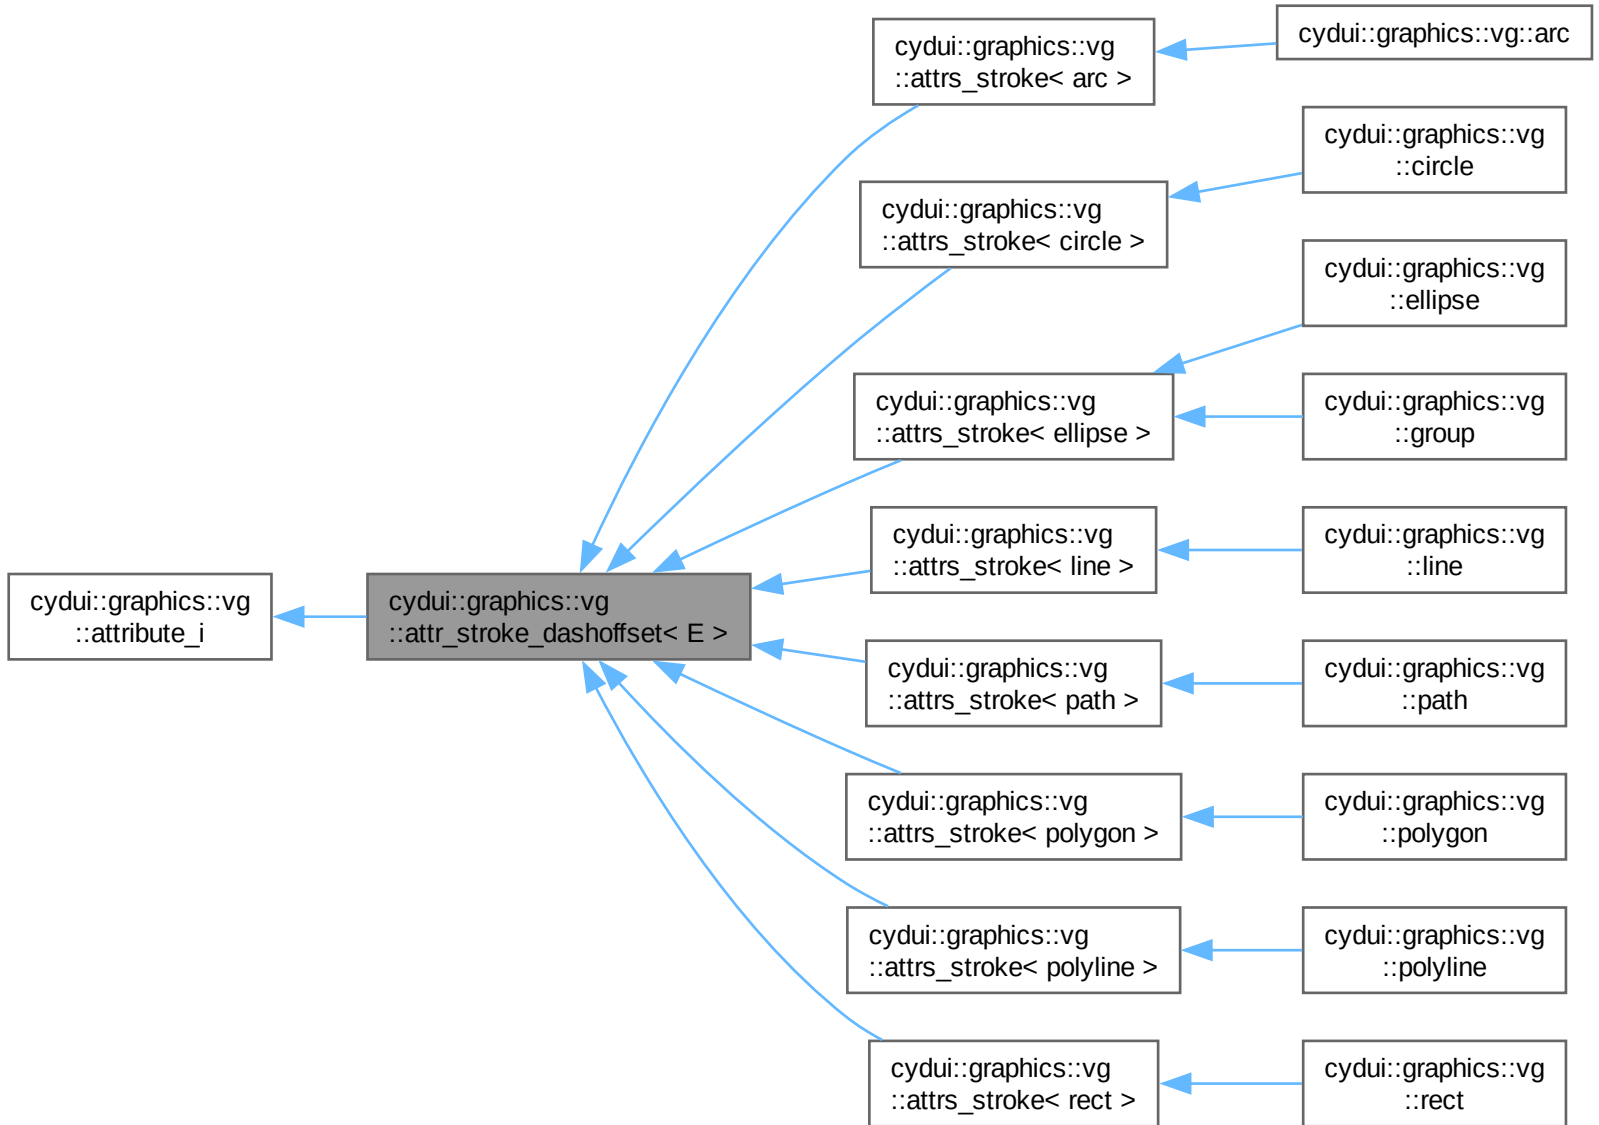 cydui::graphics::vg
::attribute_i
cydui::graphics::vg
::attr_stroke_dashoffset< E >
cydui::graphics::vg
::attrs_stroke< arc >
cydui::graphics::vg::arc
cydui::graphics::vg
::attrs_stroke< circle >
cydui::graphics::vg
::circle
cydui::graphics::vg
::attrs_stroke< ellipse >
cydui::graphics::vg
::ellipse
cydui::graphics::vg
::group
cydui::graphics::vg
::attrs_stroke< line >
cydui::graphics::vg
::line
cydui::graphics::vg
::attrs_stroke< path >
cydui::graphics::vg
::path
cydui::graphics::vg
::attrs_stroke< polygon >
cydui::graphics::vg
::polygon
cydui::graphics::vg
::attrs_stroke< polyline >
cydui::graphics::vg
::polyline
cydui::graphics::vg
::attrs_stroke< rect >
cydui::graphics::vg
::rect